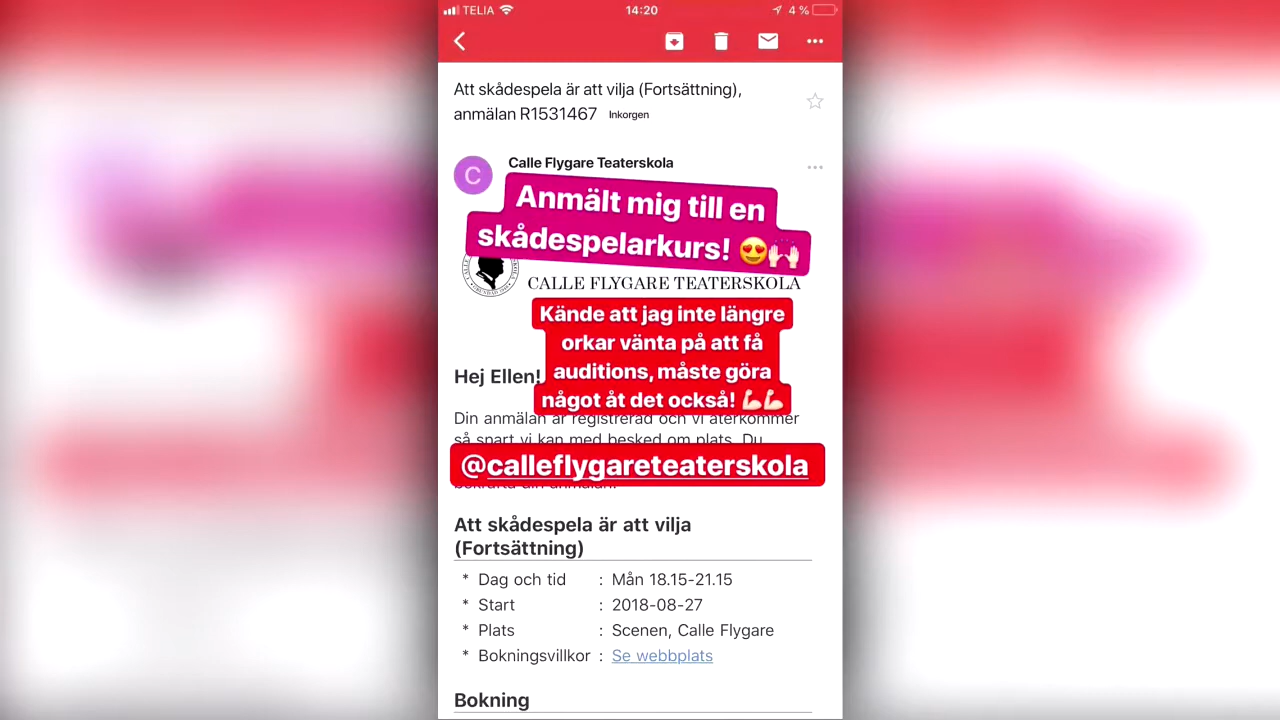 TELIA 14:20 4 %
Att skådespela är att vilja (Fortsättning),
anmälan R1531467 Inkorgen
C
Calle Flygare Teaterskola
Anmält mig till en
skådespelarkurs! 😍🙌🏻
CALLE FLYGARE TEATERSKOLA
Kände att jag inte längre
orkar vänta på att få
auditions, måste göra
något åt det också! 💪🏻💪🏻
Hej Ellen!
Din anmälan är registrerad och vi återkommer
så snart vi kan med besked om plats. Du
@calleflygareteaterskola
bekräfta din anmälan.
Att skådespela är att vilja
(Fortsättning)
* Dag och tid : Mån 18.15-21.15
* Start : 2018-08-27
* Plats : Scenen, Calle Flygare
* Bokningsvillkor : Se webbplats
Bokning